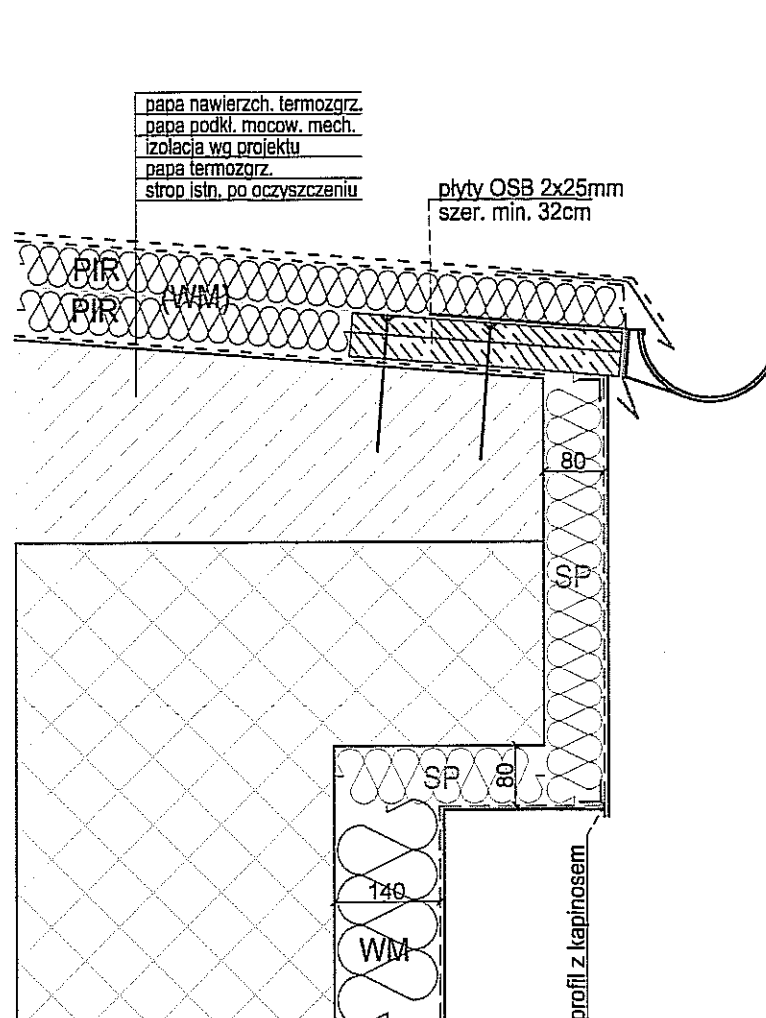 papa nawierzch. termozgrz.
papa podkł. mocow. mech.
izolacja wg projektu
papa termozgrz.
strop istn. po oczyszczeniu
płyty OSB 2x25mm
szer. min. 32cm
PIR
PIR
(WM)
80
SP
SP
80
140
WM
profil z kapinosem